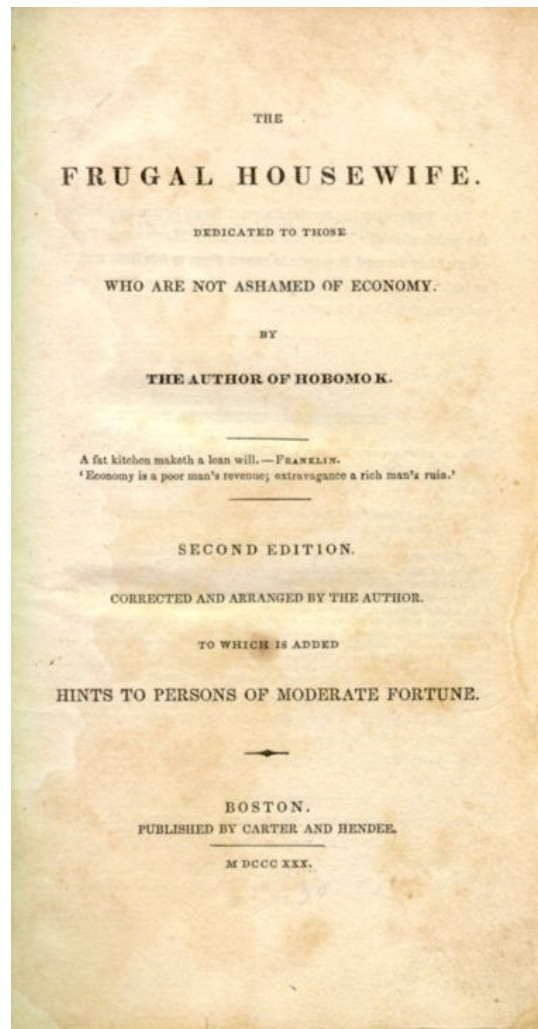 THE
FRUGAL HOUSEWIFE.
DEDICATED TO THOSE
WHO ARE NOT ASHAMED OF ECONOMY.
BY
THE AUTHOR OF HOBOMOK.
A fat kitchen maketh a lean will.—FRANKLIN.
‘Economy is a poor man's revenue; extravagance a rich man's ruin.’
SECOND EDITION.
CORRECTED AND ARRANGED BY THE AUTHOR.
TO WHICH IS ADDED
HINTS TO PERSONS OF MODERATE FORTUNE.
BOSTON.
PUBLISHED BY CARTER AND HENDEE.
M DCCC XXX.